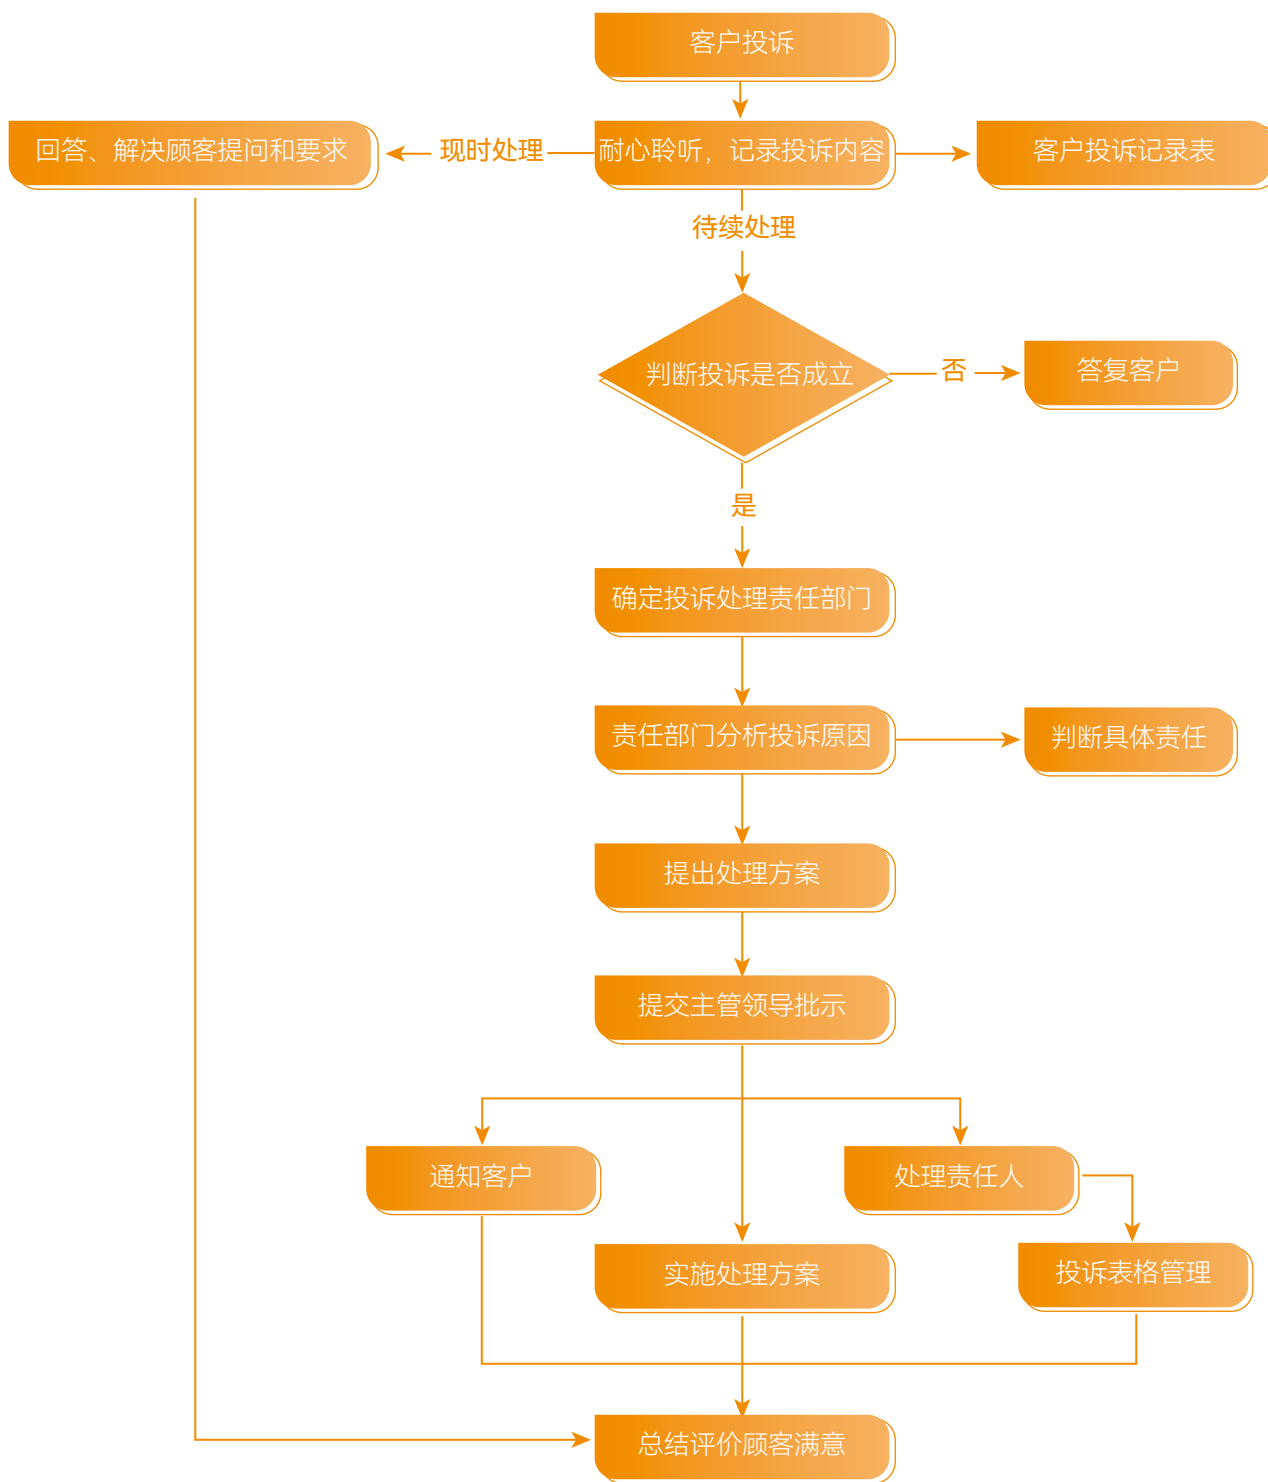 客户投诉
回答、解决顾客提问和要求
现时处理
耐心聆听，记录投诉内容
客户投诉记录表
待续处理
判断投诉是否成立
否
答复客户
是
确定投诉处理责任部门
责任部门分析投诉原因
判断具体责任
提出处理方案
提交主管领导批示
通知客户
处理责任人
实施处理方案
投诉表格管理
总结评价顾客满意